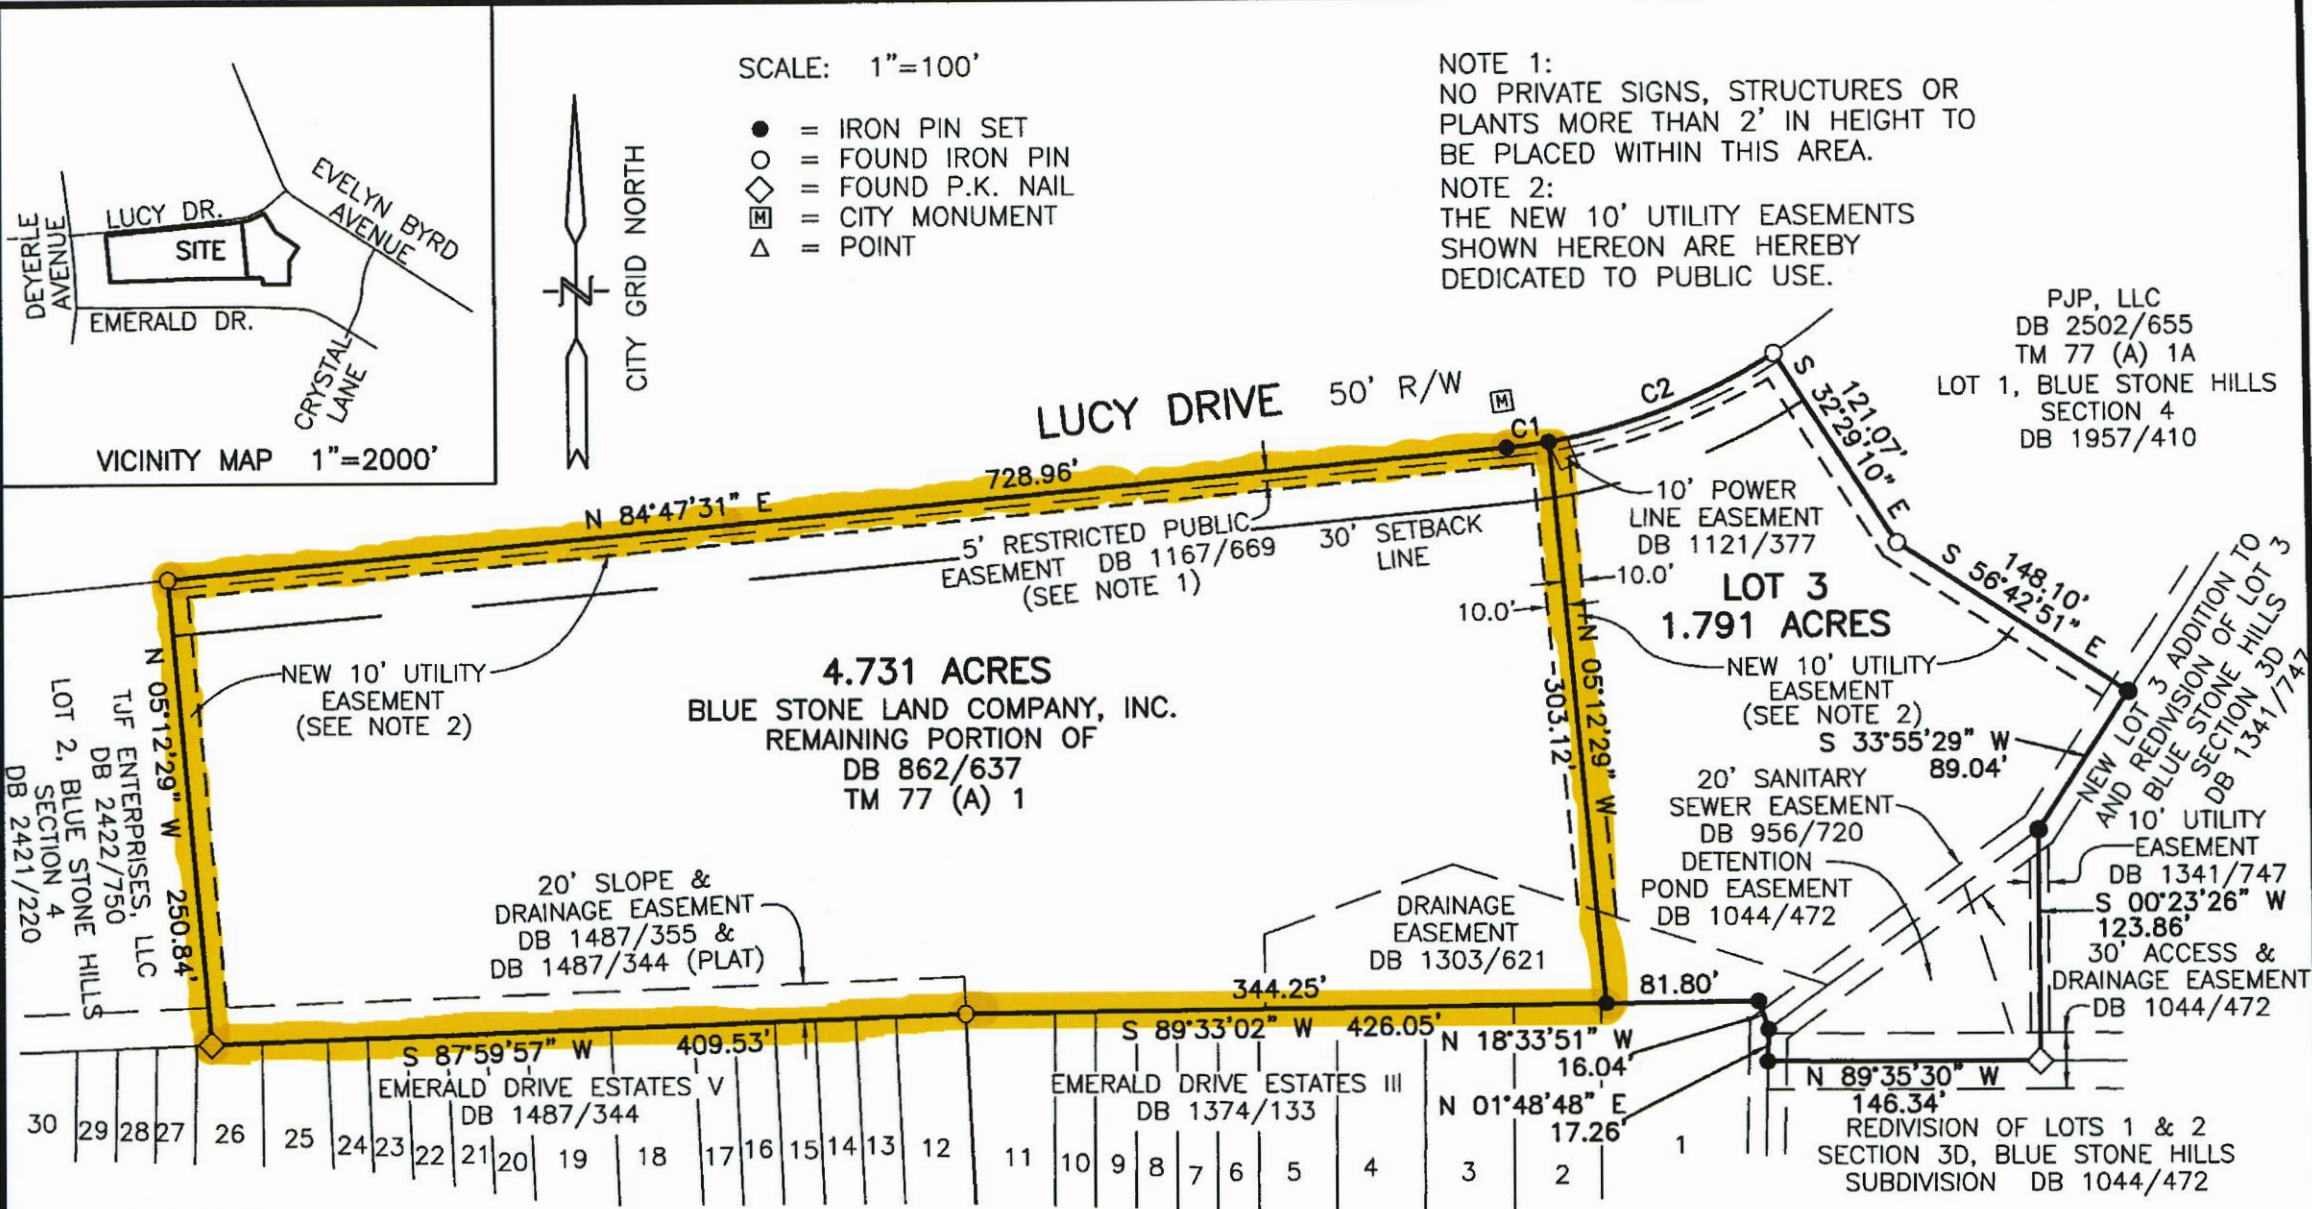 DEYERLE
AVENUE
LUCY DR.
SITE
EVELYN BYRD
AVENUE
EMERALD DR.
CRYSTAL
LANE
VICINITY MAP 1"=2000'
CITY GRID NORTH
N
SCALE: 1"=100'
● = IRON PIN SET
○ = FOUND IRON PIN
◇ = FOUND P.K. NAIL
M = CITY MONUMENT
△ = POINT
NOTE 1:
NO PRIVATE SIGNS, STRUCTURES OR
PLANTS MORE THAN 2' IN HEIGHT TO
BE PLACED WITHIN THIS AREA.
NOTE 2:
THE NEW 10' UTILITY EASEMENTS
SHOWN HEREON ARE HEREBY
DEDICATED TO PUBLIC USE.
PJP, LLC
DB 2502/655
TM 77 (A) 1A
LOT 1, BLUE STONE HILLS
SECTION 4
DB 1957/410
LUCY DRIVE 50' R/W
M
C1
C2
121.07'
S 32°29'10" E
N 84°47'31" E
728.96'
5' RESTRICTED PUBLIC
EASEMENT DB 1167/669
(SEE NOTE 1)
30' SETBACK
LINE
10' POWER
LINE EASEMENT
DB 1121/377
10.0'
10.0'
LOT 3
1.791 ACRES
148.10'
S 56°42'51" E
NEW LOT 3 ADDITION TO
AND REDIVISION OF LOT 3
BLUE STONE HILLS
SECTION 3D
DB 1341/747
NEW 10' UTILITY
EASEMENT
(SEE NOTE 2)
4.731 ACRES
BLUE STONE LAND COMPANY, INC.
REMAINING PORTION OF
DB 862/637
TM 77 (A) 1
N 05°12'29" W
303.12'
NEW 10' UTILITY
EASEMENT
(SEE NOTE 2)
S 33°55'29" W
89.04'
N 05°12'29" W
250.84'
TJF ENTERPRISES, LLC
DB 2422/750
LOT 2, BLUE STONE HILLS
SECTION 4
DB 2421/220
20' SANITARY
SEWER EASEMENT
DB 956/720
DETENTION
POND EASEMENT
DB 1044/472
10' UTILITY
EASEMENT
DB 1341/747
S 00°23'26" W
123.86'
30' ACCESS &
DRAINAGE EASEMENT
DB 1044/472
20' SLOPE &
DRAINAGE EASEMENT
DB 1487/355 &
DB 1487/344 (PLAT)
DRAINAGE
EASEMENT
DB 1303/621
344.25'
81.80'
S 87°59'57" W
409.53'
S 89°33'02" W
426.05'
N 18°33'51" W
16.04'
N 01°48'48" E
17.26'
N 89°35'30" W
146.34'
EMERALD DRIVE ESTATES V
DB 1487/344
EMERALD DRIVE ESTATES III
DB 1374/133
REDIVISION OF LOTS 1 & 2
SECTION 3D, BLUE STONE HILLS
SUBDIVISION DB 1044/472
30 29 28 27 26 25 24 23 22 21 20 19 18 17 16 15 14 13 12 11 10 9 8 7 6 5 4 3 2 1